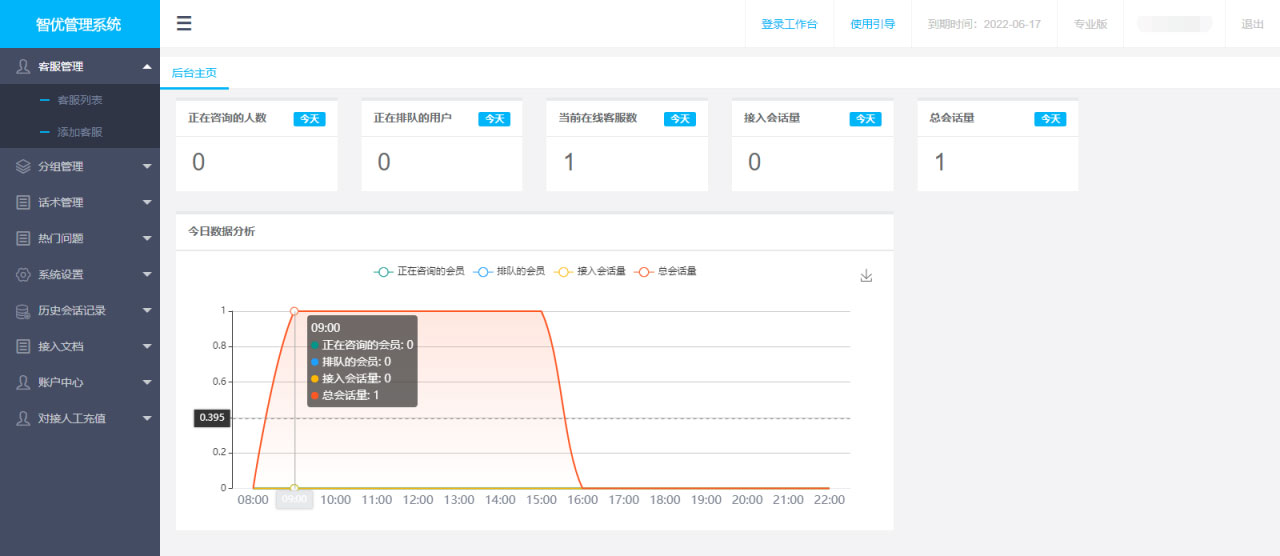 智优管理系统
登录工作台
使用引导
到期时间：2022-06-17
专业版
退出
客服管理
客服列表
添加客服
分组管理
话术管理
热门问题
系统设置
历史会话记录
接入文档
账户中心
对接人工充值
后台主页
正在咨询的人数 今天
0
正在排队的用户 今天
0
当前在线客服数 今天
1
接入会话量 今天
0
总会话量 今天
1
今日数据分析
正在咨询的会员 排队的会员 接入会话量 总会话量
1
0.8
0.6
0.395
0.2
0
09:00
正在咨询的会员: 0
排队的会员: 0
接入会话量: 0
总会话量: 1
08:00 09:00 10:00 11:00 12:00 13:00 14:00 15:00 16:00 17:00 18:00 19:00 20:00 21:00 22:00